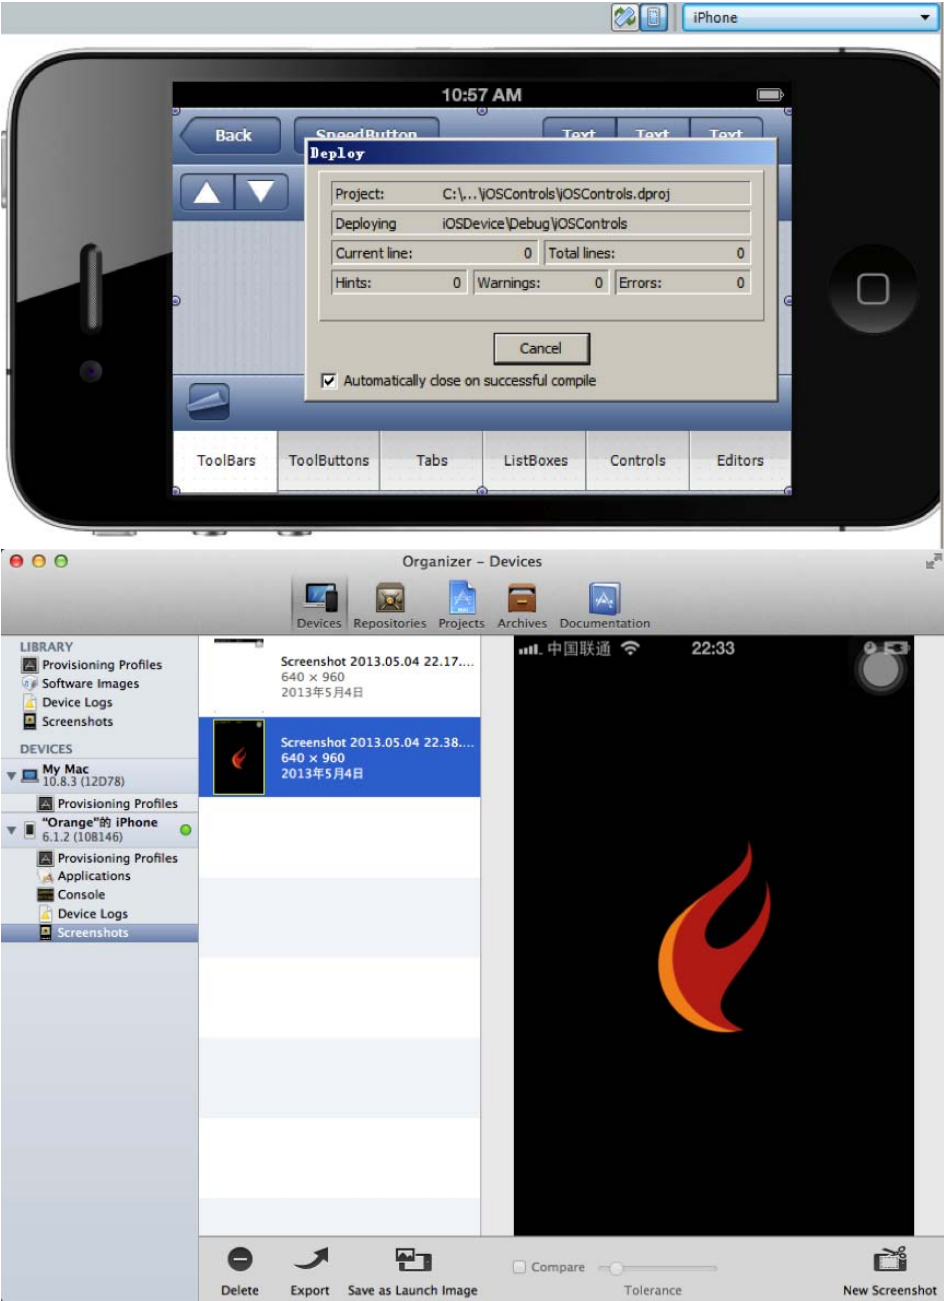 iPhone
10:57 AM
Back
SpeedButton
Text
Text
Text
Deploy
Project: C:\...\iOSControls\iOSControls.dproj
Deploying iOSDevice\Debug\iOSControls
Current line: 0 Total lines: 0
Hints: 0 Warnings: 0 Errors: 0
Cancel
Automatically close on successful compile
ToolBars ToolButtons Tabs ListBoxes Controls Editors
Organizer – Devices
Devices Repositories Projects Archives Documentation
LIBRARY
Provisioning Profiles
Software Images
Device Logs
Screenshots
DEVICES
My Mac
10.8.3 (12D78)
Provisioning Profiles
"Orange"的 iPhone
6.1.2 (10B146)
Provisioning Profiles
Applications
Console
Device Logs
Screenshots
Screenshot 2013.05.04 22.17....
640 × 960
2013年5月4日
Screenshot 2013.05.04 22.38....
640 × 960
2013年5月4日
中国联通 22:33
Delete Export Save as Launch Image
Compare
Tolerance
New Screenshot